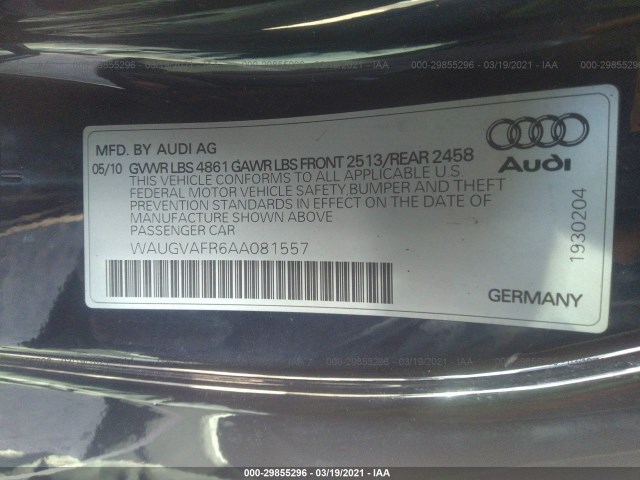 000-29855296 - 03/19/2021 - IAA
MFD. BY AUDI AG
05/10 GVWR LBS 4861 GAWR LBS FRONT 2513/REAR 2458
THIS VEHICLE CONFORMS TO ALL APPLICABLE U.S
FEDERAL MOTOR VEHICLE SAFETY,BUMPER AND THEFT
PREVENTION STANDARDS IN EFFECT ON THE DATE OF
MANUFACTURE SHOWN ABOVE
PASSENGER CAR
WAUGVAFR6AA081557
Audi
1930204
GERMANY
000-29855296 - 03/19/2021 - IAA